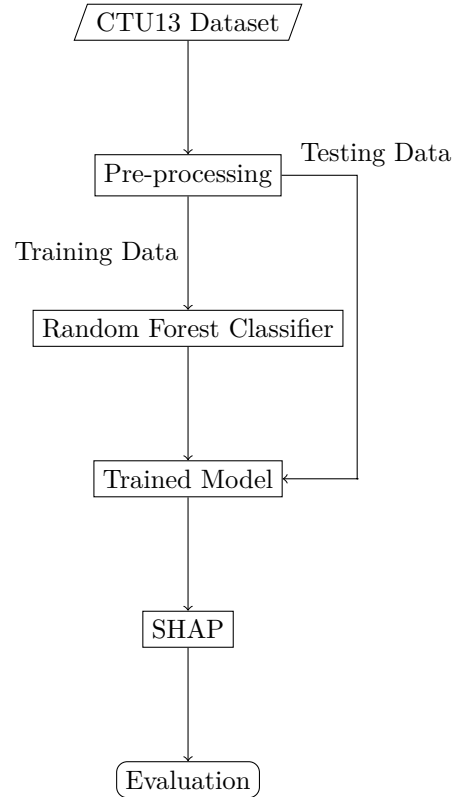 CTU13 Dataset
Testing Data
Pre-processing
Training Data
Random Forest Classifier
Trained Model
SHAP
Evaluation